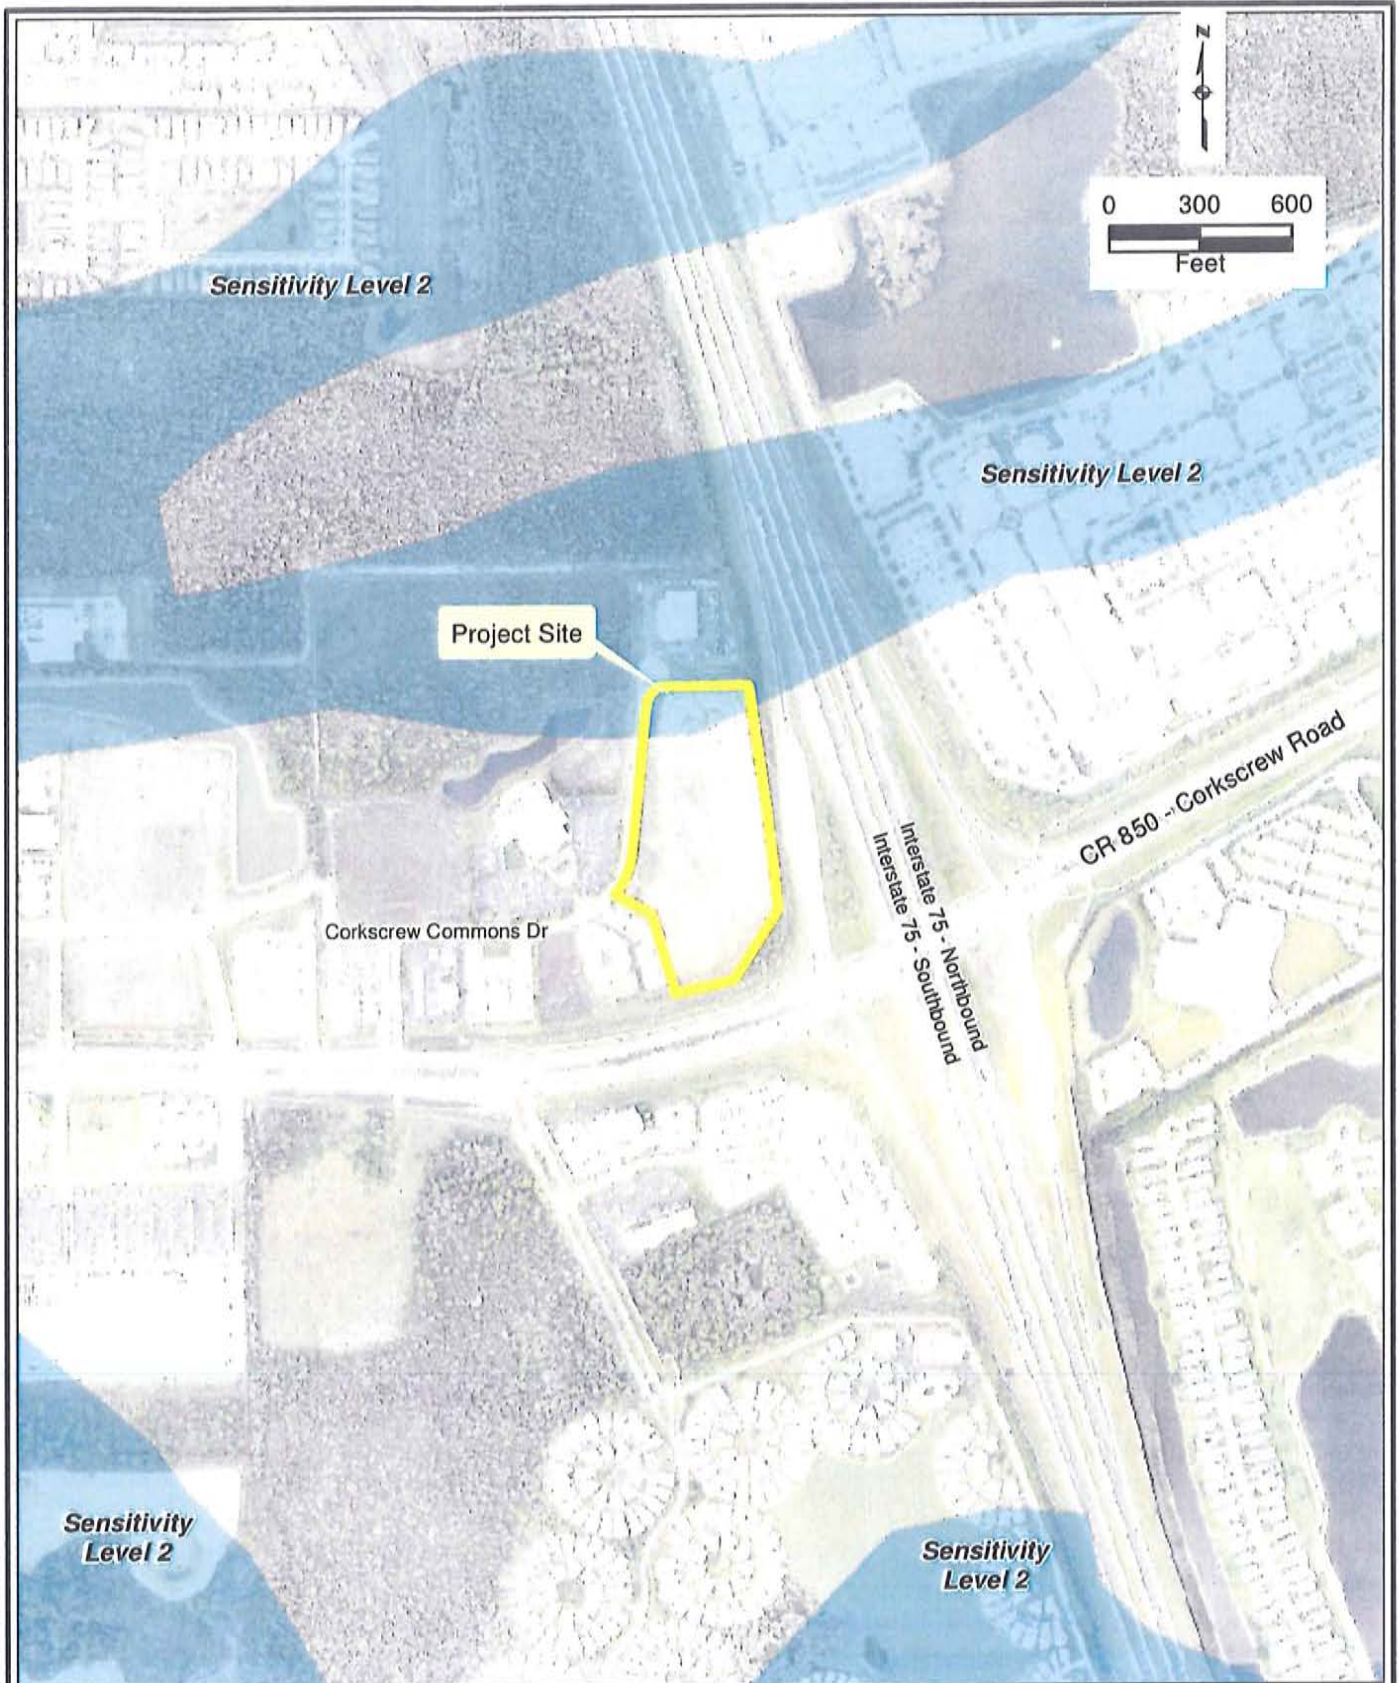 N
0 300 600
Feet
Sensitivity Level 2
Sensitivity Level 2
Project Site
CR 850 - Corkscrew Road
Interstate 75 - Northbound
Interstate 75 - Southbound
Corkscrew Commons Dr
Sensitivity
Level 2
Sensitivity
Level 2